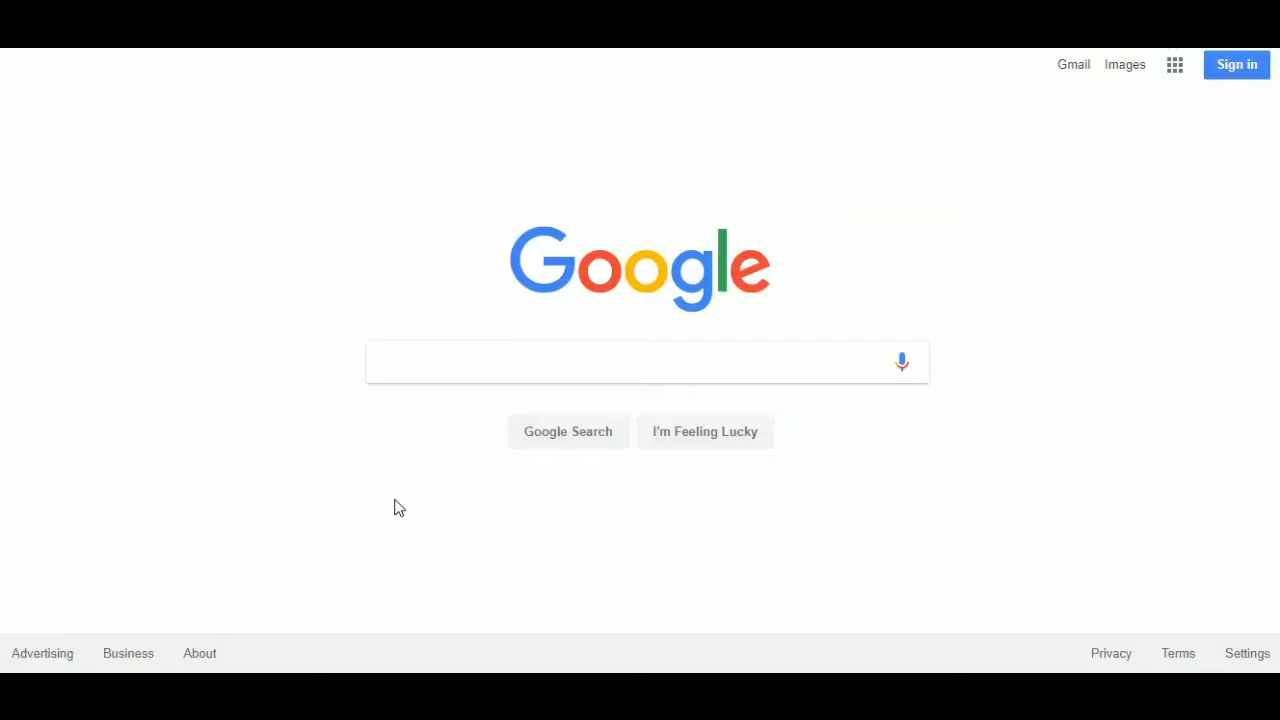 Gmail Images Sign in
Google
Google Search I'm Feeling Lucky
Advertising Business About Privacy Terms Settings